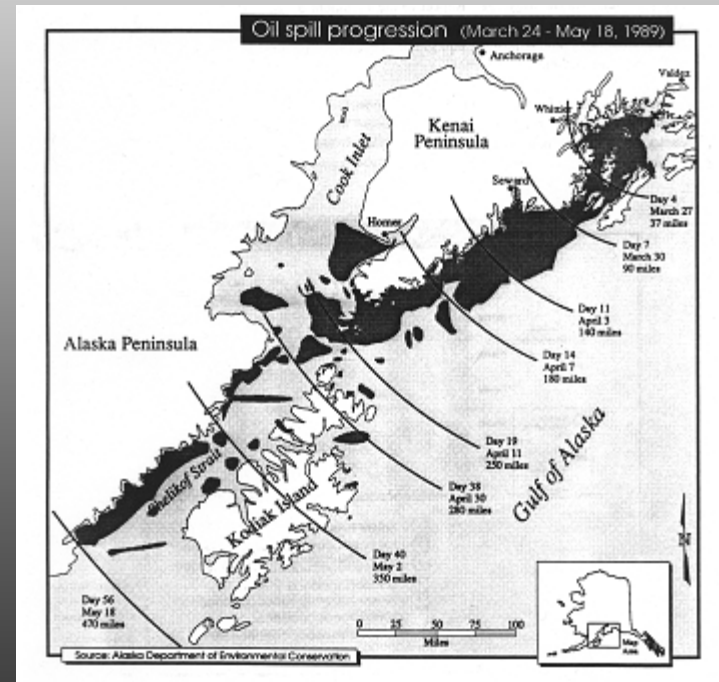 Oil spill progression (March 24 - May 18, 1989)
Anchorage
Valdez
Whittier
Kenai
Peninsula
Cook Inlet
Seward
Homer
Day 4
March 27
37 miles
Day 7
March 30
90 miles
Day 11
April 3
140 miles
Alaska Peninsula
Day 14
April 7
180 miles
Day 19
April 11
250 miles
Gulf of Alaska
Day 38
April 30
280 miles
Shelikof Strait
Kodiak Island
Day 40
May 2
350 miles
Day 56
May 18
470 miles
N
0 25 50 75 100
Miles
Map
Area
Source: Alaska Department of Environmental Conservation